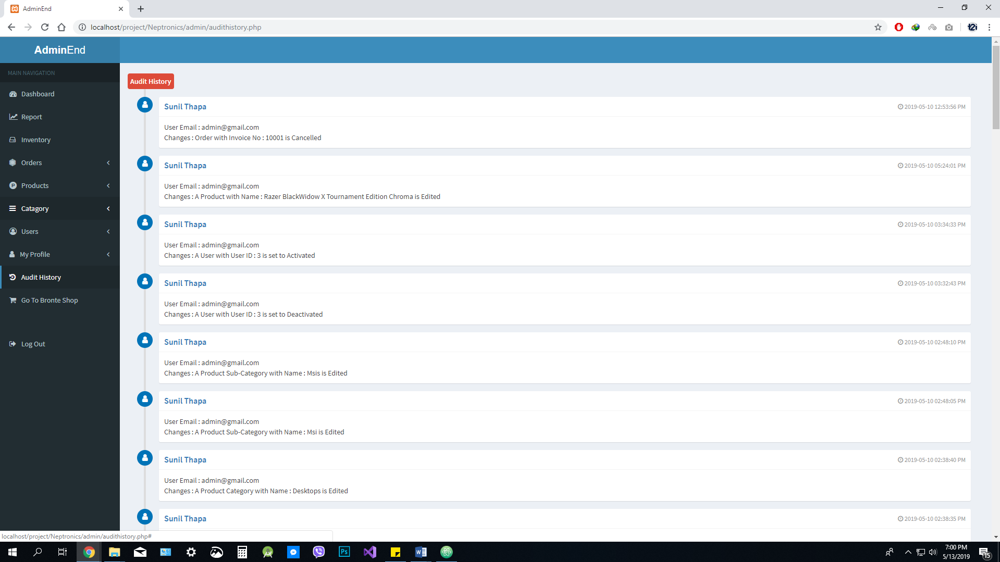 AdminEnd
localhost/project/Neptronics/admin/audithistory.php
AdminEnd
MAIN NAVIGATION
Dashboard
Report
Inventory
Orders
Products
Catagory
Users
My Profile
Audit History
Go To Bronte Shop
Log Out
Audit History
Sunil Thapa
2019-05-10 12:53:56 PM
User Email : admin@gmail.com
Changes : Order with Invoice No : 10001 is Cancelled
Sunil Thapa
2019-05-10 05:24:01 PM
User Email : admin@gmail.com
Changes : A Product with Name : Razer BlackWidow X Tournament Edition Chroma is Edited
Sunil Thapa
2019-05-10 03:34:33 PM
User Email : admin@gmail.com
Changes : A User with User ID : 3 is set to Activated
Sunil Thapa
2019-05-10 03:32:43 PM
User Email : admin@gmail.com
Changes : A User with User ID : 3 is set to Deactivated
Sunil Thapa
2019-05-10 02:48:10 PM
User Email : admin@gmail.com
Changes : A Product Sub-Category with Name : Msis is Edited
Sunil Thapa
2019-05-10 02:48:05 PM
User Email : admin@gmail.com
Changes : A Product Sub-Category with Name : Msi is Edited
Sunil Thapa
2019-05-10 02:38:40 PM
User Email : admin@gmail.com
Changes : A Product Category with Name : Desktops is Edited
Sunil Thapa
2019-05-10 02:38:35 PM
localhost/project/Neptronics/admin/audithistory.php#
Ps
7:00 PM
5/13/2019
15